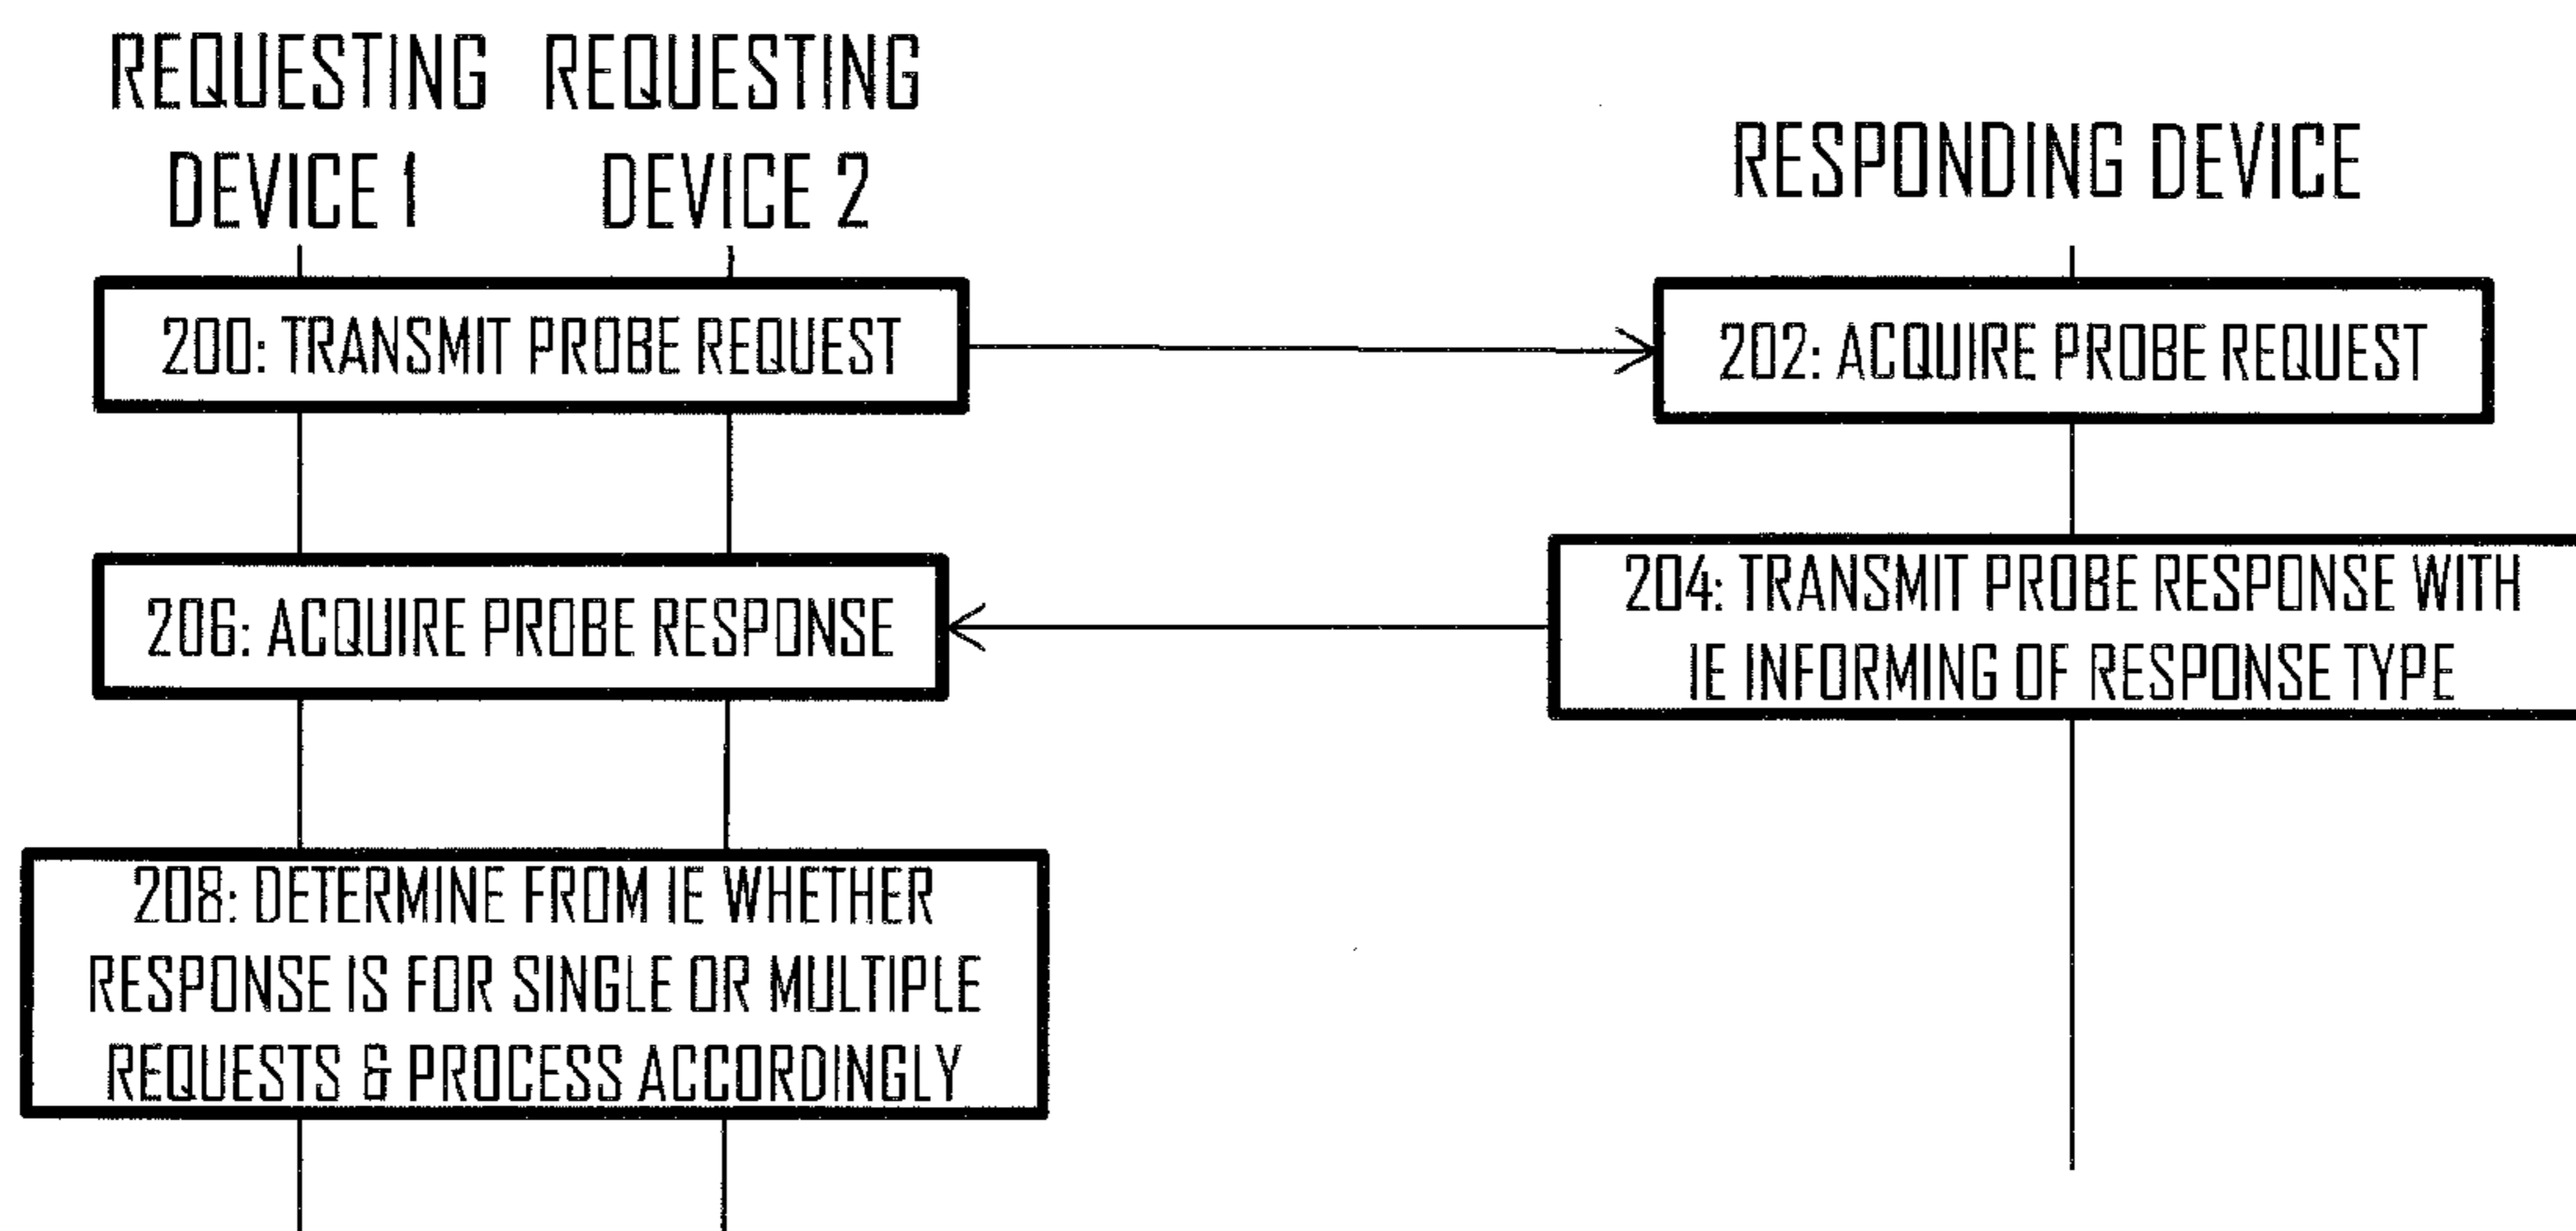 REQUESTING REQUESTING
DEVICE 1 DEVICE 2
RESPONDING DEVICE
200: TRANSMIT PROBE REQUEST
202: ACQUIRE PROBE REQUEST
204: TRANSMIT PROBE RESPONSE WITH
IE INFORMING OF RESPONSE TYPE
206: ACQUIRE PROBE RESPONSE
208: DETERMINE FROM IE WHETHER
RESPONSE IS FOR SINGLE OR MULTIPLE
REQUESTS & PROCESS ACCORDINGLY